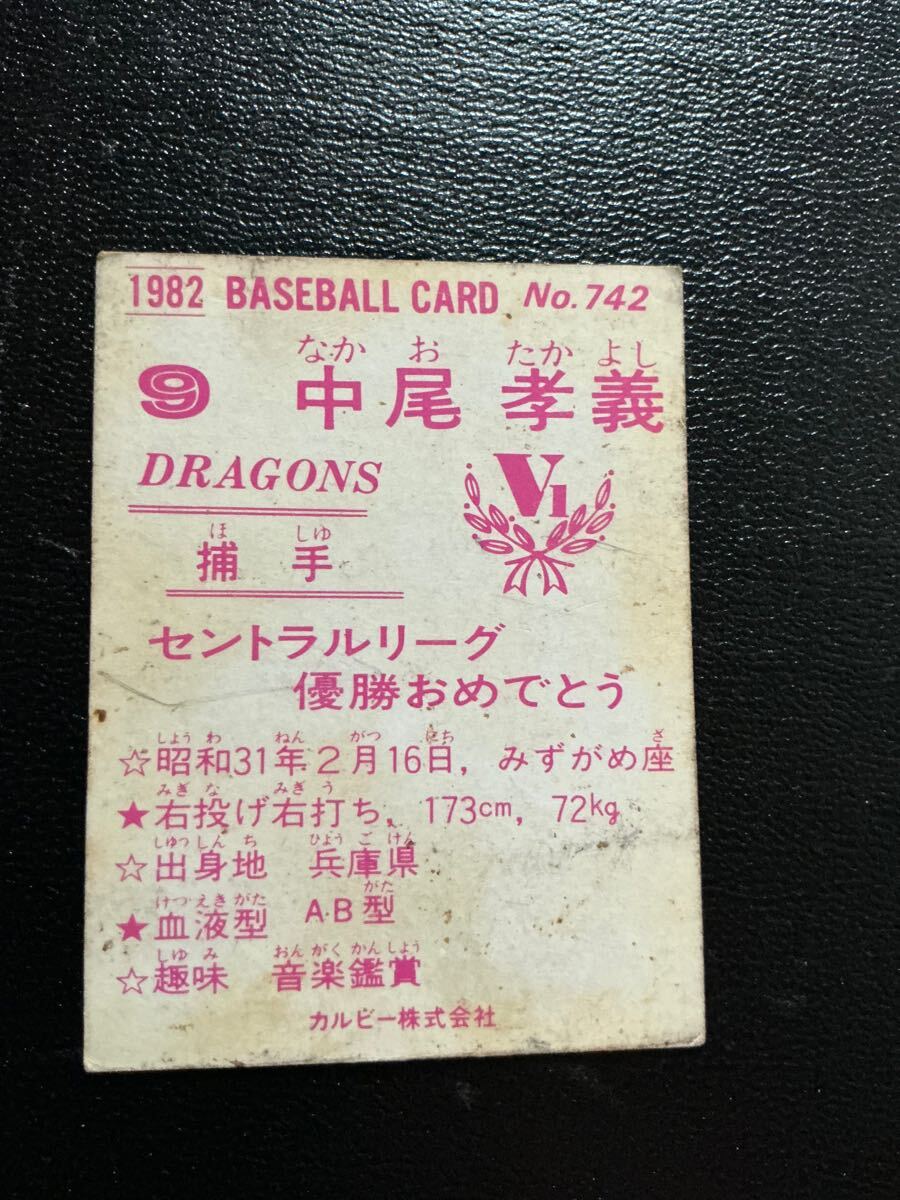 1982 BASEBALL CARD No.742
なか お たか よし
9 中尾 孝義
DRAGONS
V1
ほ しゅ
捕手
セントラルリーグ
優勝おめでとう
しょう わ ねん がつ にち ざ
☆昭和31年2月16日, みずがめ座
みぎ な みぎ う
★右投げ右打ち, 173cm, 72kg
しゅっ しん ち ひょう ご けん
☆出身地 兵庫県
けつ えき がた がた
★血液型 AB型
しゅ み おん がく かん しょう
☆趣味 音楽鑑賞
カルビー株式会社